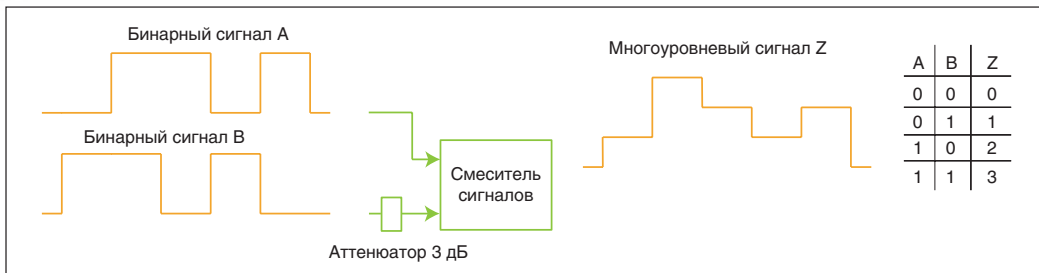 Бинарный сигнал А
Бинарный сигнал В
Смеситель
сигналов
Аттенюатор 3 дБ
Многоуровневый сигнал Z
A B Z
0 0 0
0 1 1
1 0 2
1 1 3